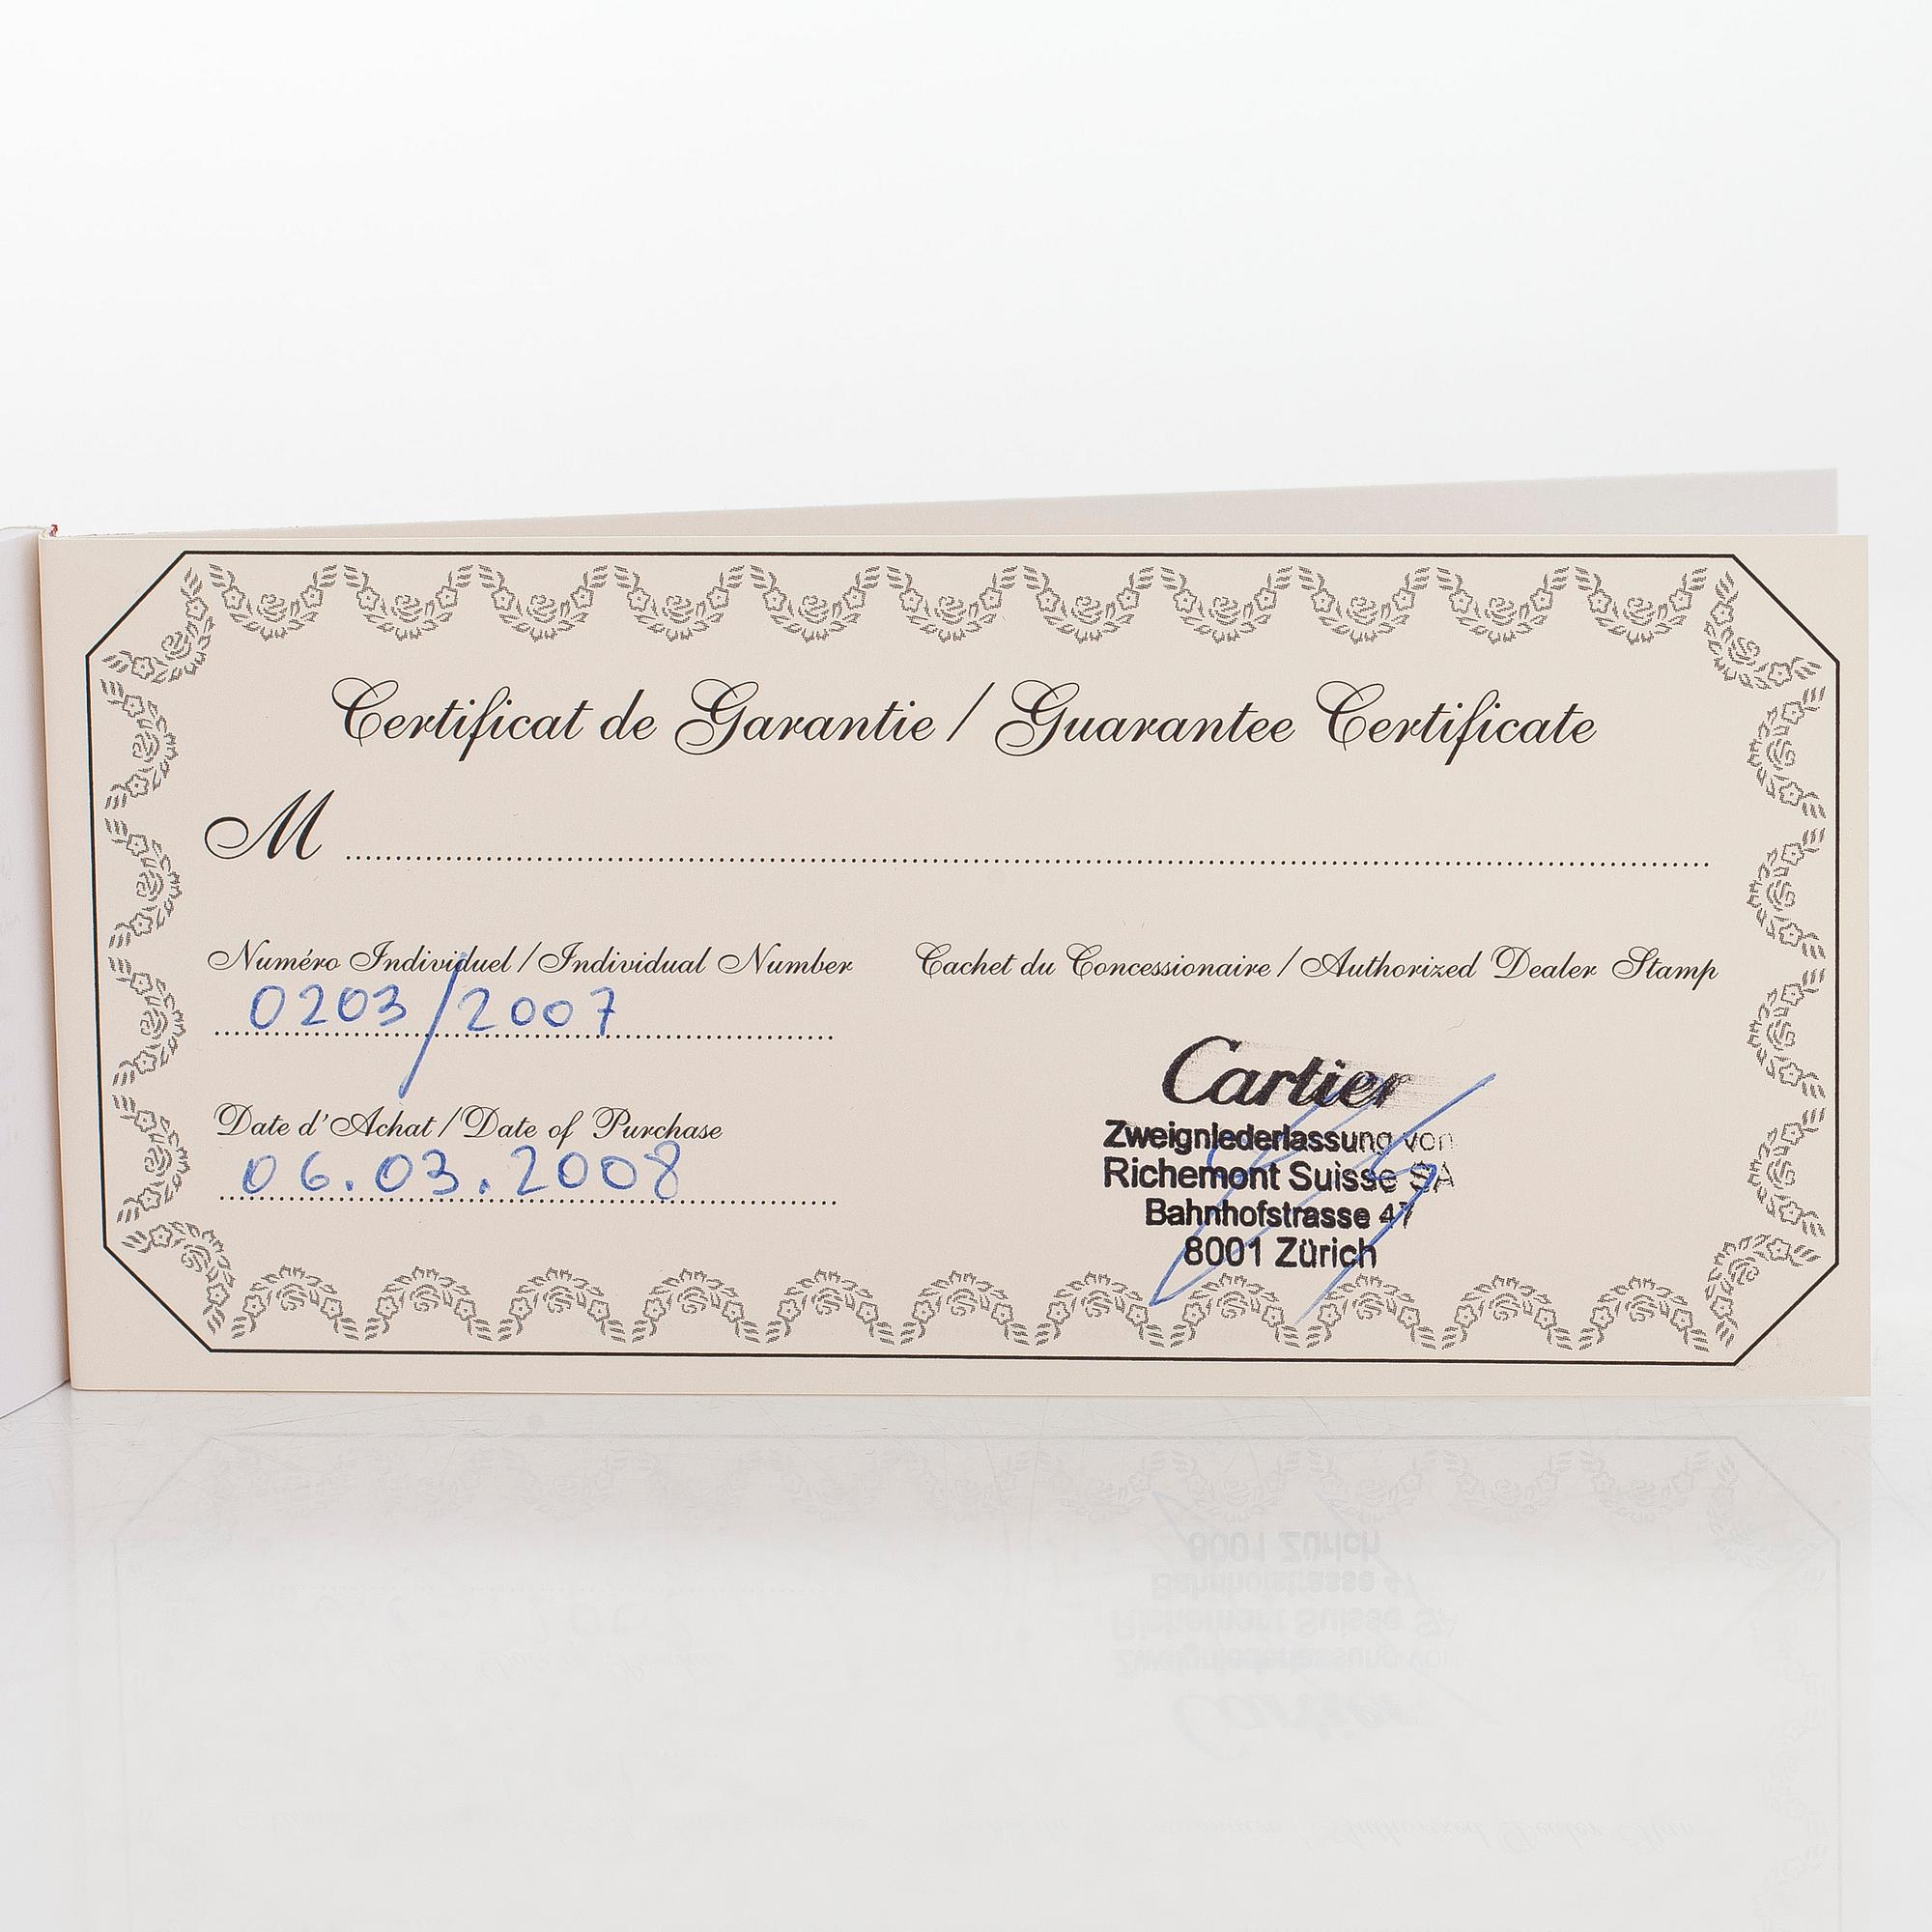 Certificat de Garantie / Guarantee Certificate
M
Numéro Individuel / Individual Number
0203/2007
Date d'Achat / Date of Purchase
06.03.2008
Cachet du Concessionaire / Authorized Dealer Stamp
Cartier
Zweigniederlassung von
Richemont Suisse SA
Bahnhofstrasse 47
8001 Zürich